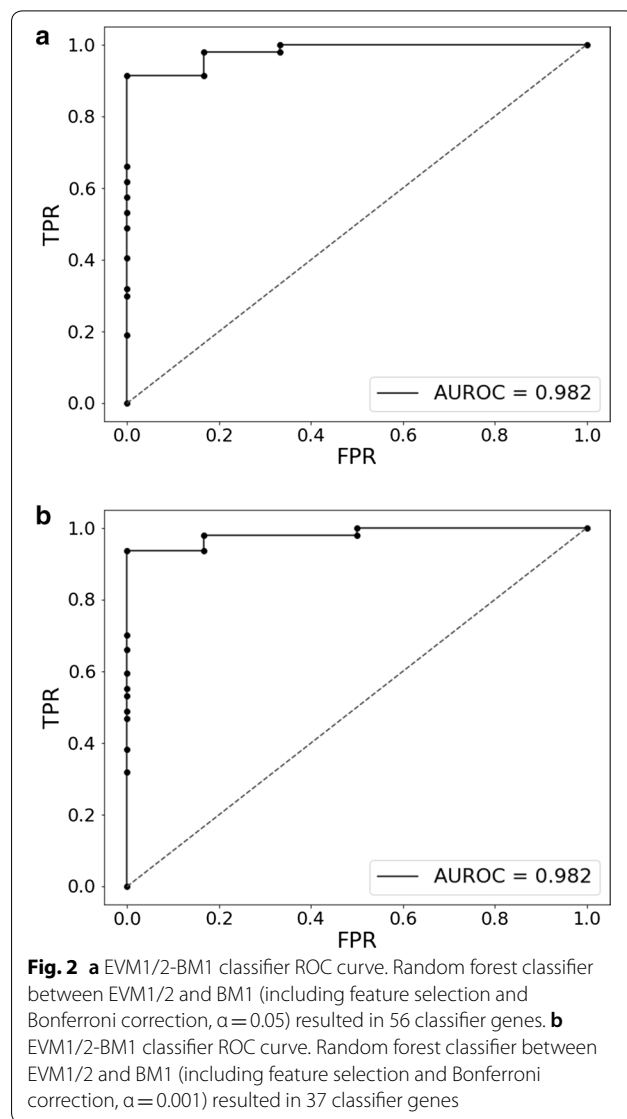 a
1.0
0.8
0.6
0.4
0.2
0.0
TPR
AUROC = 0.982
0.0 0.2 0.4 0.6 0.8 1.0
FPR
b
1.0
0.8
0.6
0.4
0.2
0.0
TPR
AUROC = 0.982
0.0 0.2 0.4 0.6 0.8 1.0
FPR
Fig. 2 a EVM1/2-BM1 classifier ROC curve. Random forest classifier
between EVM1/2 and BM1 (including feature selection and
Bonferroni correction, α = 0.05) resulted in 56 classifier genes. b
EVM1/2-BM1 classifier ROC curve. Random forest classifier between
EVM1/2 and BM1 (including feature selection and Bonferroni
correction, α = 0.001) resulted in 37 classifier genes